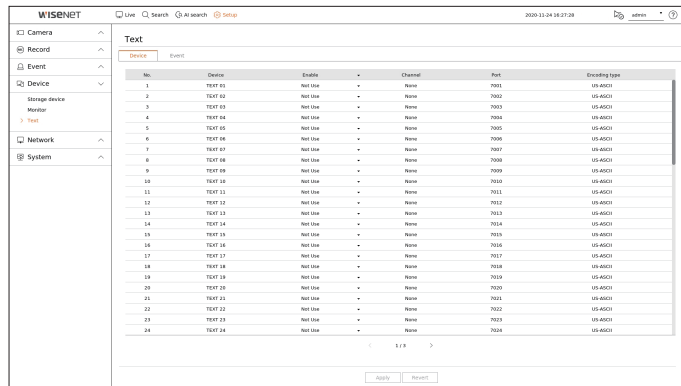 WISENET Live Search AI search Setup 2020-11-24 16:27:28 admin
Camera
Record
Event
Device
Storage device
Monitor
> Text
Network
System
Text
Device Event
No. Device Enable Channel Port Encoding type
1 TEXT 01 Not Use None 7001 US-ASCII
2 TEXT 02 Not Use None 7002 US-ASCII
3 TEXT 03 Not Use None 7003 US-ASCII
4 TEXT 04 Not Use None 7004 US-ASCII
5 TEXT 05 Not Use None 7005 US-ASCII
6 TEXT 06 Not Use None 7006 US-ASCII
7 TEXT 07 Not Use None 7007 US-ASCII
8 TEXT 08 Not Use None 7008 US-ASCII
9 TEXT 09 Not Use None 7009 US-ASCII
10 TEXT 10 Not Use None 7010 US-ASCII
11 TEXT 11 Not Use None 7011 US-ASCII
12 TEXT 12 Not Use None 7012 US-ASCII
13 TEXT 13 Not Use None 7013 US-ASCII
14 TEXT 14 Not Use None 7014 US-ASCII
15 TEXT 15 Not Use None 7015 US-ASCII
16 TEXT 16 Not Use None 7016 US-ASCII
17 TEXT 17 Not Use None 7017 US-ASCII
18 TEXT 18 Not Use None 7018 US-ASCII
19 TEXT 19 Not Use None 7019 US-ASCII
20 TEXT 20 Not Use None 7020 US-ASCII
21 TEXT 21 Not Use None 7021 US-ASCII
22 TEXT 22 Not Use None 7022 US-ASCII
23 TEXT 23 Not Use None 7023 US-ASCII
24 TEXT 24 Not Use None 7024 US-ASCII
< 1 / 3 >
Apply Revert